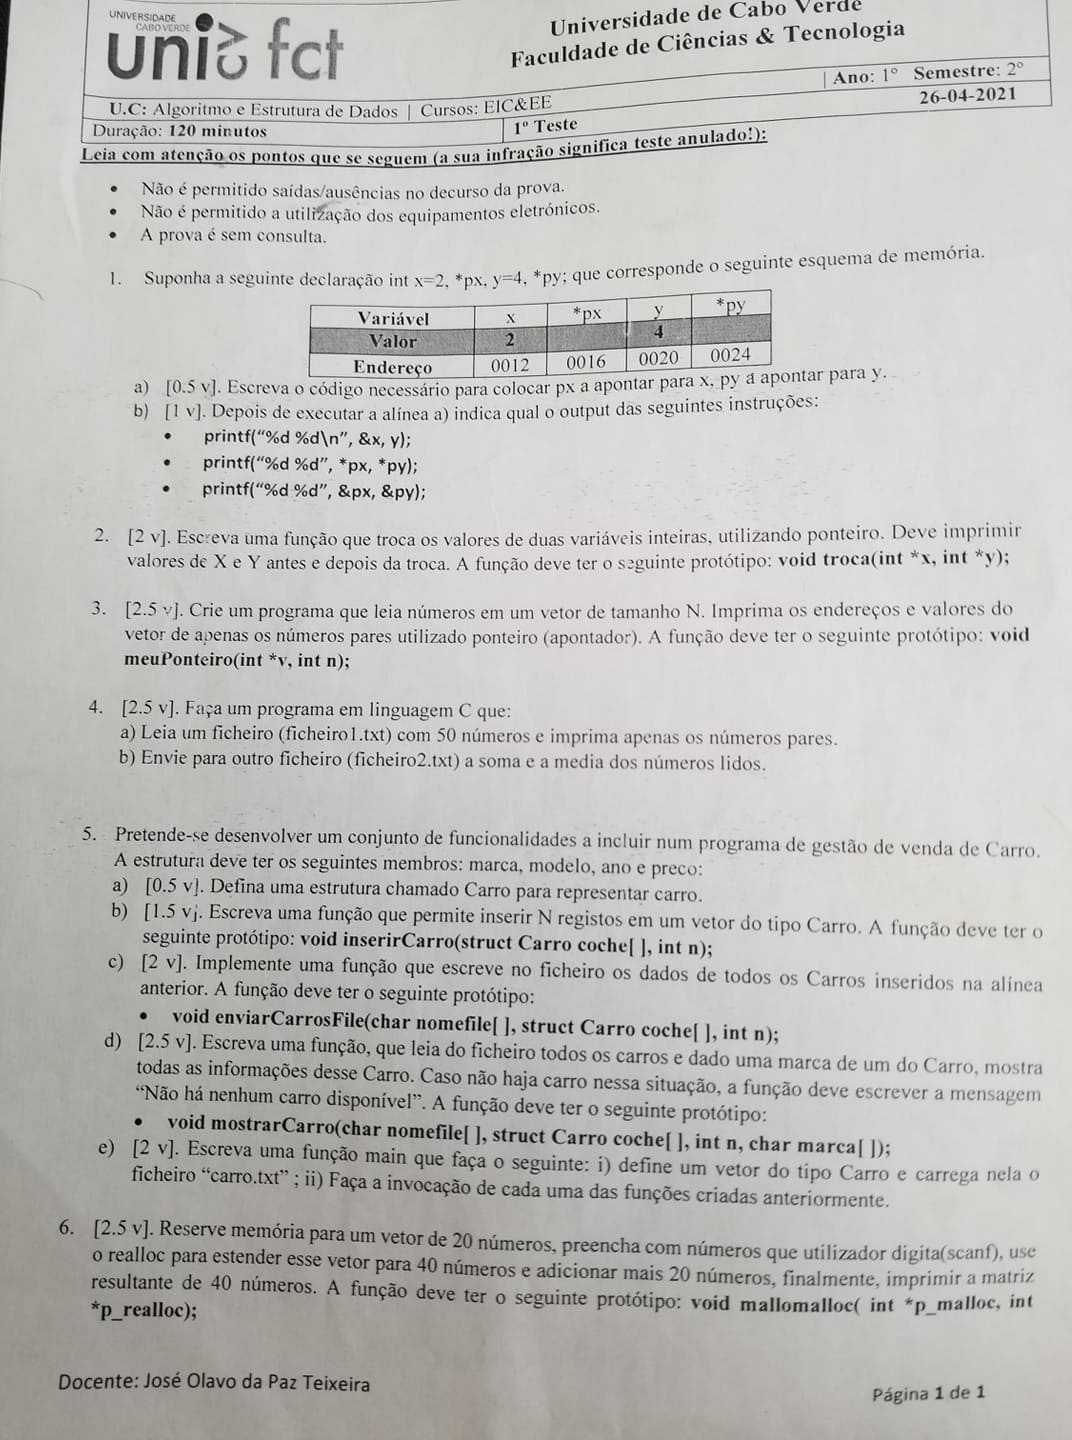 UNIVERSIDADE
CABO VERDE
uni fct
Universidade de Cabo Verde
Faculdade de Ciências & Tecnologia
| Ano: 1° Semestre: 2°
U.C: Algoritmo e Estrutura de Dados | Cursos: EIC&EE
26-04-2021
Duração: 120 minutos
1º Teste
Leia com atenção os pontos que se seguem (a sua infração significa teste anulado!):
• Não é permitido saídas/ausências no decurso da prova.
• Não é permitido a utilização dos equipamentos eletrónicos.
• A prova é sem consulta.
1. Suponha a seguinte declaração int x=2, *px, y=4, *py; que corresponde o seguinte esquema de memória.
Variável x *px y *py
Valor 2 4
Endereço 0012 0016 0020 0024
a) [0.5 v]. Escreva o código necessário para colocar px a apontar para x, py a apontar para y.
b) [1 v]. Depois de executar a alínea a) indica qual o output das seguintes instruções:
• printf("%d %d\n", &x, y);
• printf("%d %d", *px, *py);
• printf("%d %d", &px, &py);
2. [2 v]. Escreva uma função que troca os valores de duas variáveis inteiras, utilizando ponteiro. Deve imprimir
valores de X e Y antes e depois da troca. A função deve ter o seguinte protótipo: void troca(int *x, int *y);
3. [2.5 v]. Crie um programa que leia números em um vetor de tamanho N. Imprima os endereços e valores do
vetor de apenas os números pares utilizado ponteiro (apontador). A função deve ter o seguinte protótipo: void
meuPonteiro(int *v, int n);
4. [2.5 v]. Faça um programa em linguagem C que:
a) Leia um ficheiro (ficheiro1.txt) com 50 números e imprima apenas os números pares.
b) Envie para outro ficheiro (ficheiro2.txt) a soma e a media dos números lidos.
5. Pretende-se desenvolver um conjunto de funcionalidades a incluir num programa de gestão de venda de Carro.
A estrutura deve ter os seguintes membros: marca, modelo, ano e preco:
a) [0.5 v]. Defina uma estrutura chamado Carro para representar carro.
b) [1.5 v]. Escreva uma função que permite inserir N registos em um vetor do tipo Carro. A função deve ter o
seguinte protótipo: void inserirCarro(struct Carro coche[ ], int n);
c) [2 v]. Implemente uma função que escreve no ficheiro os dados de todos os Carros inseridos na alínea
anterior. A função deve ter o seguinte protótipo:
• void enviarCarrosFile(char nomefile[ ], struct Carro coche[ ], int n);
d) [2.5 v]. Escreva uma função, que leia do ficheiro todos os carros e dado uma marca de um do Carro, mostra
todas as informações desse Carro. Caso não haja carro nessa situação, a função deve escrever a mensagem
"Não há nenhum carro disponível". A função deve ter o seguinte protótipo:
• void mostrarCarro(char nomefile[ ], struct Carro coche[ ], int n, char marca[ ]);
e) [2 v]. Escreva uma função main que faça o seguinte: i) define um vetor do tipo Carro e carrega nela o
ficheiro "carro.txt" ; ii) Faça a invocação de cada uma das funções criadas anteriormente.
6. [2.5 v]. Reserve memória para um vetor de 20 números, preencha com números que utilizador digita(scanf), use
o realloc para estender esse vetor para 40 números e adicionar mais 20 números, finalmente, imprimir a matriz
resultante de 40 números. A função deve ter o seguinte protótipo: void mallomalloc( int *p_malloc, int
*p_realloc);
Docente: José Olavo da Paz Teixeira
Página 1 de 1